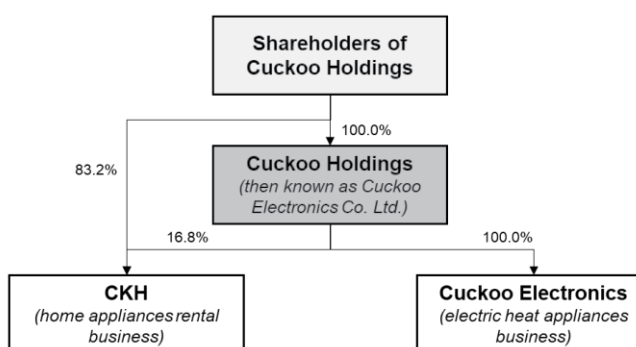 Shareholders of
Cuckoo Holdings
100.0%
83.2%
Cuckoo Holdings
(then known as Cuckoo
Electronics Co. Ltd.)
16.8%
100.0%
CKH
(home appliances rental
business)
Cuckoo Electronics
(electric heat appliances
business)